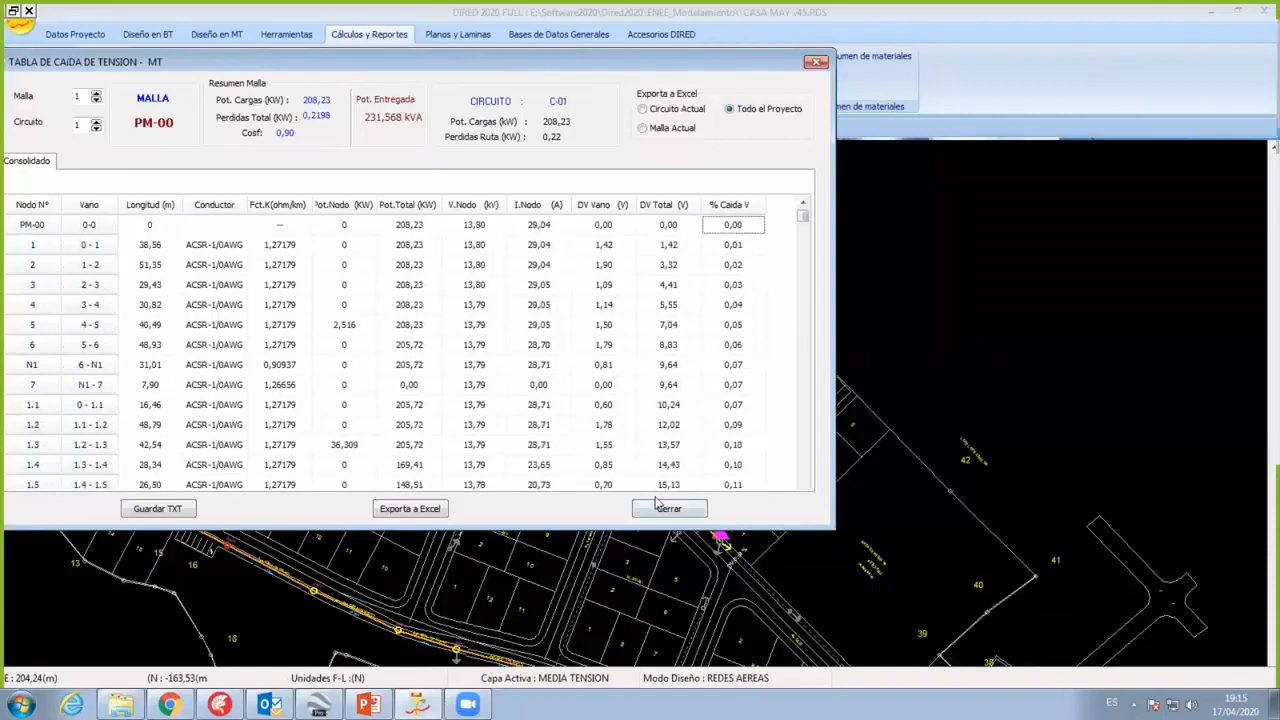 DIRED 2020 FULL : E:\Software2020\Dired2020\ENEE_Modelamiento\\CASA MAY v45.RDS
Datos Proyecto Diseño en BT Diseño en MT Herramientas Cálculos y Reportes Planos y Laminas Bases de Datos Generales Accesorios DIRED
umen de materiales
men de materiales
TABLA DE CAíDA DE TENSION - MT
Malla 1 MALLA
Circuito 1 PM-00
Resumen Malla
Pot. Cargas (KW) : 208,23
Perdidas Total (KW) : 0,2198
Cosf: 0,90
Pot. Entregada
231,568 kVA
CIRCUITO : C-01
Pot. Cargas (KW) : 208,23
Perdidas Ruta (KW) : 0,22
Exporta a Excel
Circuito Actual Todo el Proyecto
Malla Actual
Consolidado
Nodo Nº Vano Longitud (m) Conductor Fct.K(ohm/km) Pot.Nodo (KW) Pot.Total (KW) V.Nodo (kV) I.Nodo (A) DV Vano (V) DV Total (V) % Caida V
PM-00 0-0 0 -- 0 208,23 13,80 29,04 0,00 0,00 0,00
1 0 - 1 38,56 ACSR-1/0AWG 1,27179 0 208,23 13,80 29,04 1,42 1,42 0,01
2 1 - 2 51,35 ACSR-1/0AWG 1,27179 0 208,23 13,80 29,04 1,90 3,32 0,02
3 2 - 3 29,43 ACSR-1/0AWG 1,27179 0 208,23 13,80 29,05 1,09 4,41 0,03
4 3 - 4 30,82 ACSR-1/0AWG 1,27179 0 208,23 13,79 29,05 1,14 5,55 0,04
5 4 - 5 40,49 ACSR-1/0AWG 1,27179 2,516 208,23 13,79 29,05 1,50 7,04 0,05
6 5 - 6 48,93 ACSR-1/0AWG 1,27179 0 205,72 13,79 28,70 1,79 8,83 0,06
N1 6 - N1 31,01 ACSR-1/0AWG 0,90937 0 205,72 13,79 28,71 0,81 9,64 0,07
7 N1 - 7 7,90 ACSR-1/0AWG 1,26656 0 0,00 13,79 0,00 0,00 9,64 0,07
1.1 0 - 1.1 16,46 ACSR-1/0AWG 1,27179 0 205,72 13,79 28,71 0,60 10,24 0,07
1.2 1.1 - 1.2 48,79 ACSR-1/0AWG 1,27179 0 205,72 13,79 28,71 1,78 12,02 0,09
1.3 1.2 - 1.3 42,54 ACSR-1/0AWG 1,27179 36,309 205,72 13,79 28,71 1,55 13,57 0,10
1.4 1.3 - 1.4 28,34 ACSR-1/0AWG 1,27179 0 169,41 13,78 23,65 0,85 14,43 0,10
1.5 1.4 - 1.5 26,50 ACSR-1/0AWG 1,27179 0 148,51 13,78 20,73 0,70 15,13 0,11
Guardar TXT Exporta a Excel Cerrar
42
41
40
39
38
13
15
16
18
E : 204,24(m) (N : -163,53(m Unidades F-L :(N) Capa Activa : MEDIA TENSION Modo Diseño : REDES AEREAS
ES 19:15
17/04/2020